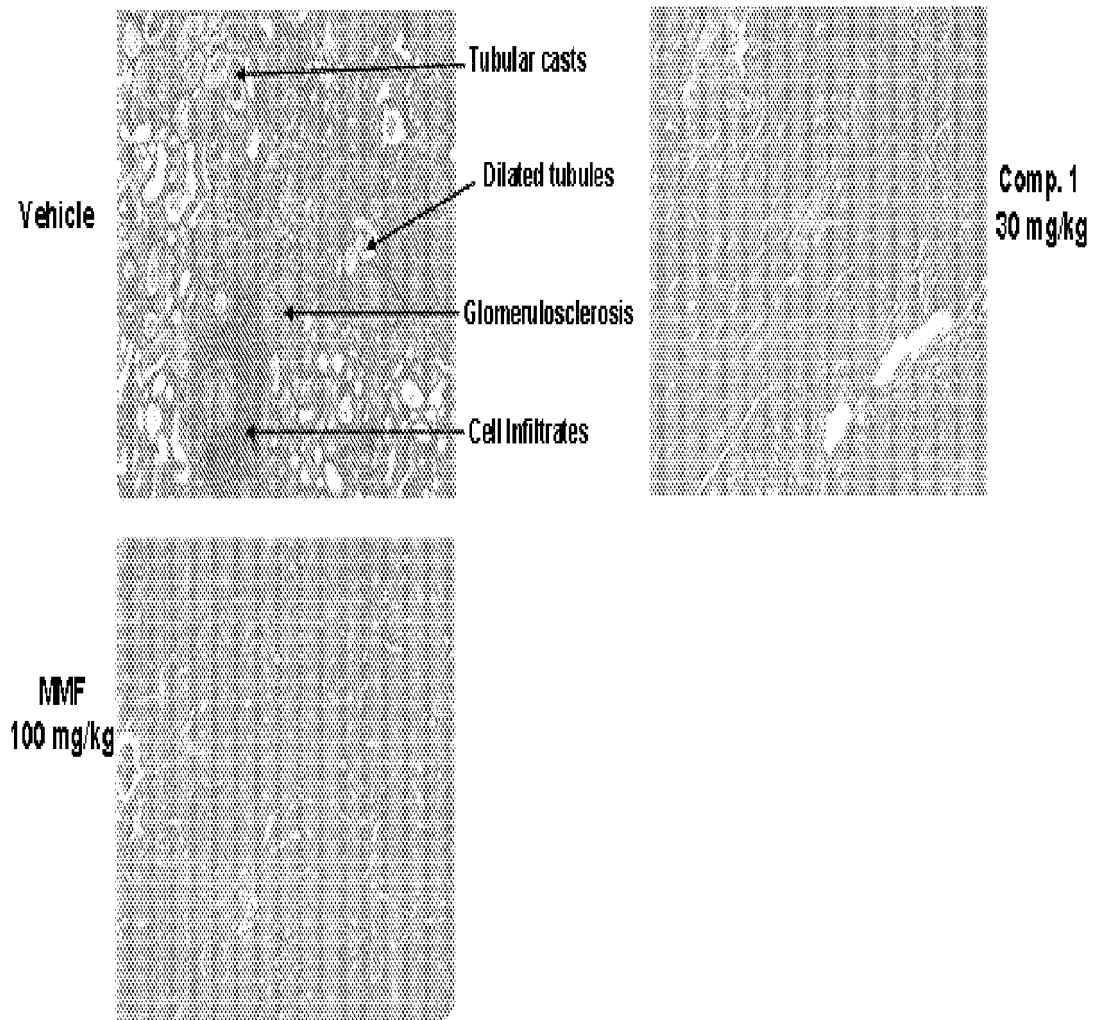 Tubular casts
Dilated tubules
Vehicle
Glomerulosclerosis
Cell Infiltrates
Comp. 1
30 mg/kg
MMF
100 mg/kg